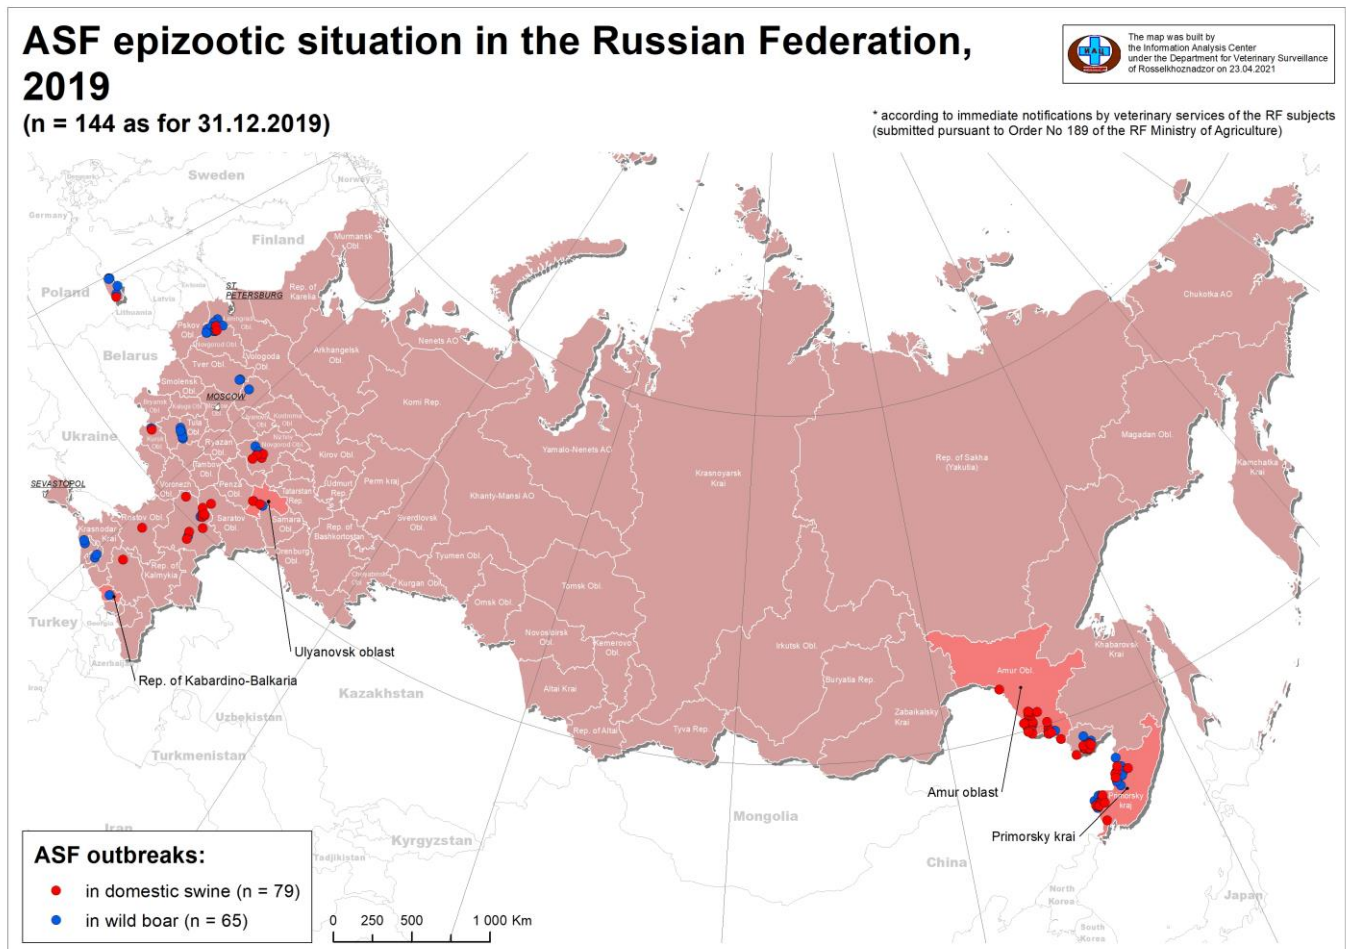 ASF epizootic situation in the Russian Federation,
2019
(n = 144 as for 31.12.2019)
ИАЦ
The map was built by
the Information Analysis Center
under the Department for Veterinary Surveillance
of Rosselkhoznadzor on 23.04.2021
* according to immediate notifications by veterinary services of the RF subjects
(submitted pursuant to Order No 189 of the RF Ministry of Agriculture)
Sweden
Norway
Germany
Finland
Murmansk
Obl.
Poland
Estonia
Latvia
Lithuania
ST.
PETERSBURG
Rep. of
Karelia
Chukotka AO
Pskov
Obl.
Nenets AO
Belarus
Arkhangelsk
Obl.
Vologda
Obl.
Tver Obl.
Smolensk
Obl.
MOSCOW
Komi Rep.
Ukraine
Tula
Obl.
Ryazan
Obl.
Kirov Obl.
Yamalo-Nenets AO
Krasnoyarsk
Krai
Rep. of Sakha
(Yakutia)
Magadan Obl.
Kamchatka
Krai
SEVASTOPOL
Tambov
Obl.
Voronezh
Obl.
Penza
Obl.
Tatarstan
Rep.
Udmurt
Rep.
Perm kraj
Khanty-Mansi AO
Rostov Obl.
Saratov
Obl.
Samara
Obl.
Rep. of
Bashkortostan
Sverdlovsk
Obl.
Krasnodar
Krai
Rep. of
Kalmykia
Orenburg
Obl.
Tyumen Obl.
Kurgan Obl.
Omsk Obl.
Tomsk Obl.
Novosibirsk
Obl.
Kemerovo
Obl.
Altai Krai
Rep. of Altai
Tyva Rep.
Irkutsk Obl.
Buryatia Rep.
Zabaikalsky
Krai
Amur Obl.
Khabarovsk
Krai
Turkey
Georgia
Azerbaijan
Iraq
Iran
Ulyanovsk oblast
Rep. of Kabardino-Balkaria
Kazakhstan
Uzbekistan
Turkmenistan
Kyrgyzstan
Tadjikistan
Mongolia
China
Amur oblast
Primorsky krai
Primorsky
kraj
North
Korea
South
Korea
Japan
ASF outbreaks:
in domestic swine (n = 79)
in wild boar (n = 65)
0 250 500 1 000 Km